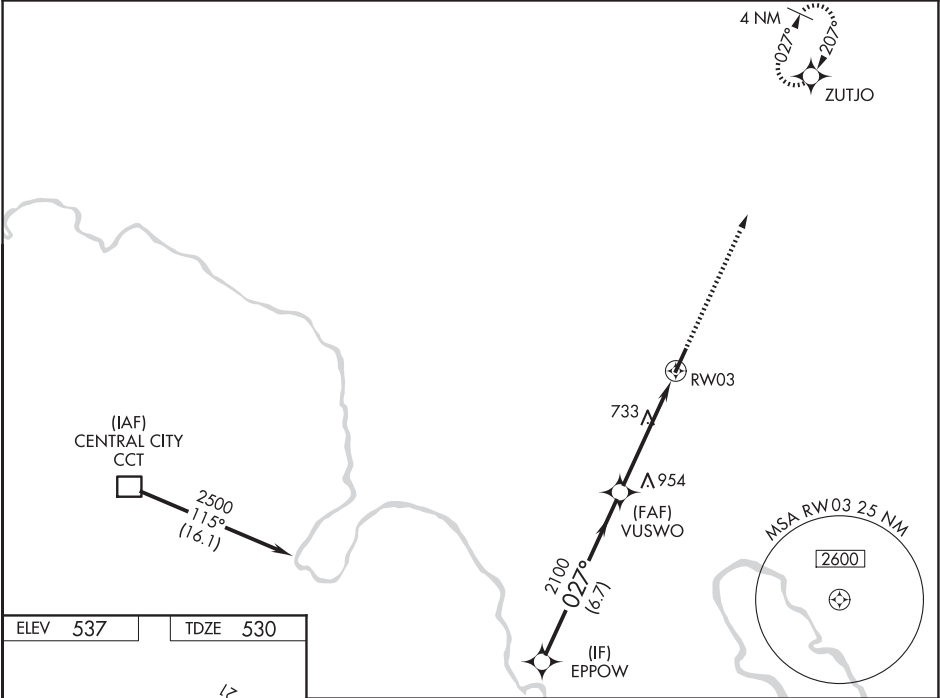 4 NM
027°
207°
ZUTJO
RW03
733
954
(FAF)
VUSWO
(IAF)
CENTRAL CITY
CCT
2500
115°
(16.1)
2100
027°
(6.7)
(IF)
EPPOW
MSA RW03 25 NM
2600
ELEV 537
TDZE 530
21